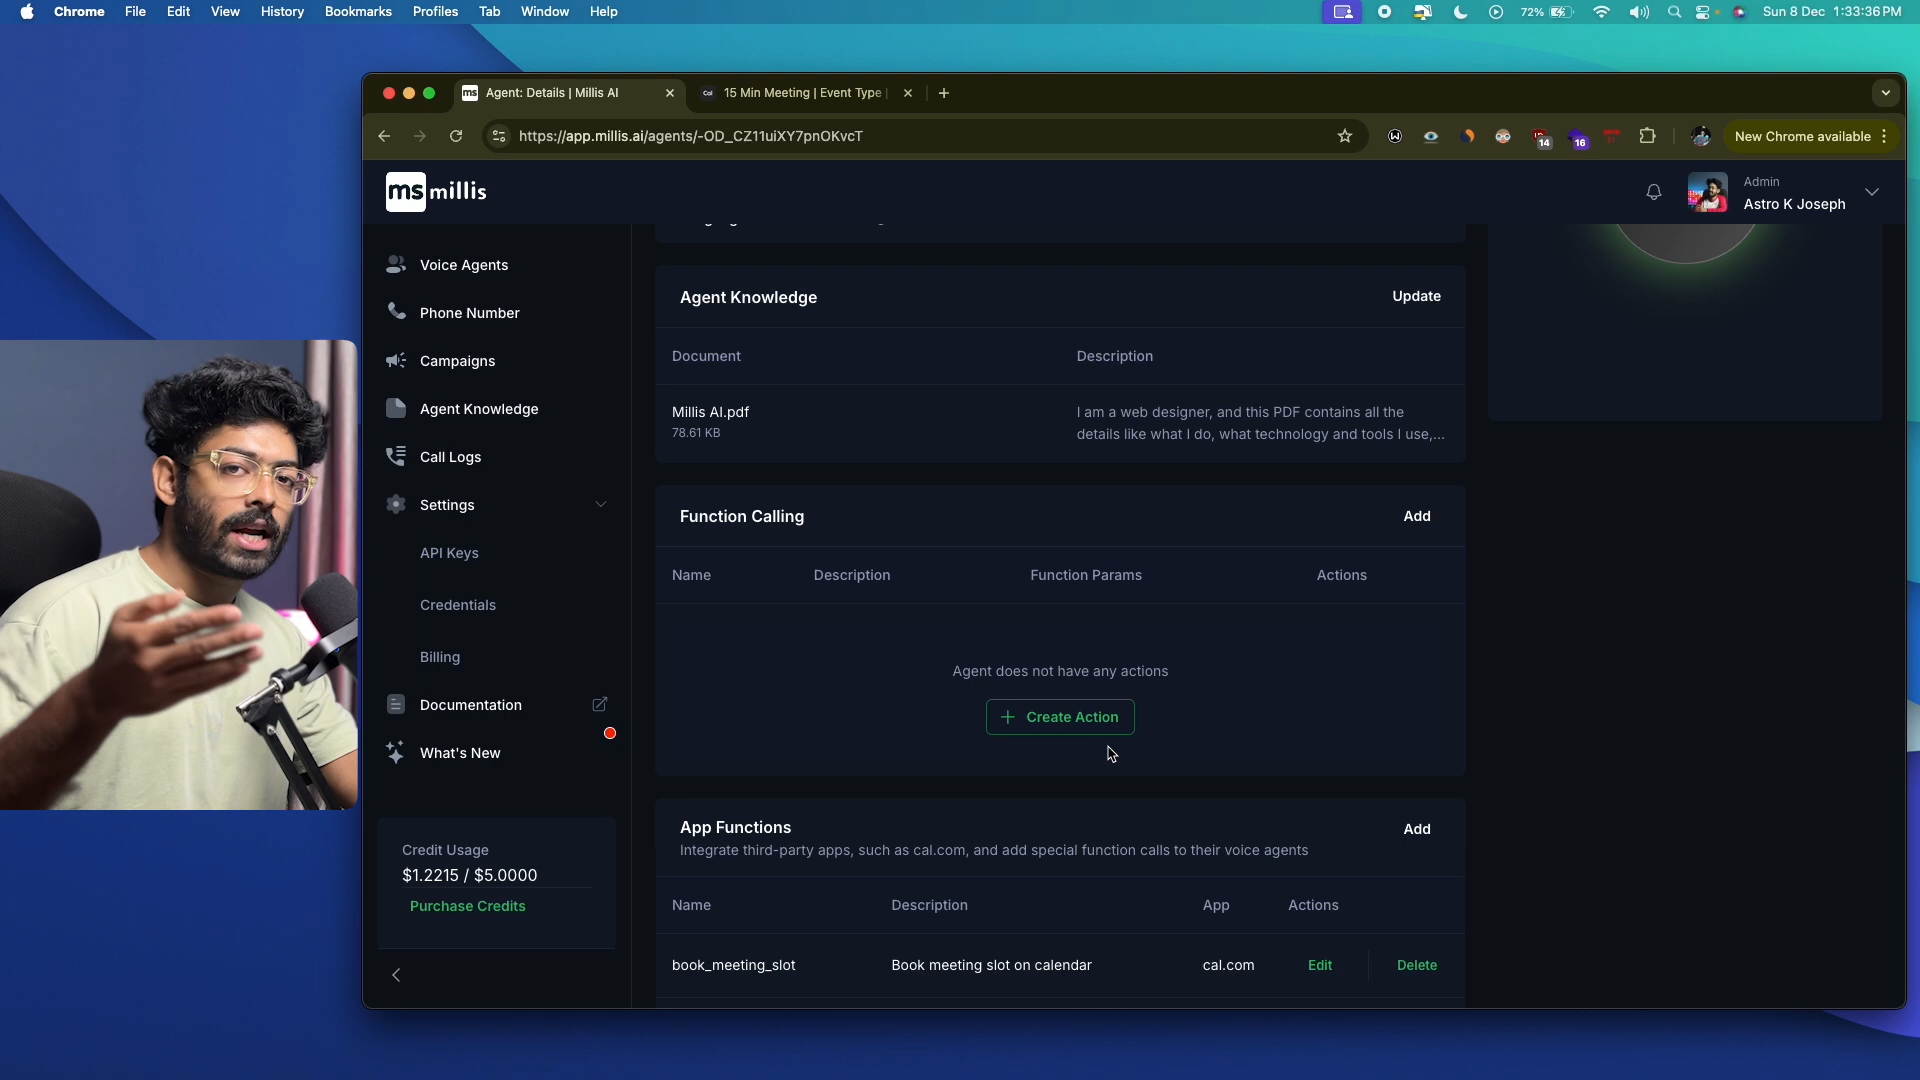 Chrome File Edit View History Bookmarks Profiles Tab Window Help
72% Sun 8 Dec 1:33:36 PM
ms Agent: Details | Millis AI
Cal 15 Min Meeting | Event Type |
https://app.millis.ai/agents/-OD_CZ11uiXY7pnOKvcT
14 16 New Chrome available
ms millis
Admin
Astro K Joseph
Voice Agents
Phone Number
Campaigns
Agent Knowledge
Call Logs
Settings
API Keys
Credentials
Billing
Documentation
What's New
Credit Usage
$1.2215 / $5.0000
Purchase Credits
Agent Knowledge Update
Document Description
Millis AI.pdf
78.61 KB
I am a web designer, and this PDF contains all the
details like what I do, what technology and tools I use,...
Function Calling Add
Name Description Function Params Actions
Agent does not have any actions
+ Create Action
App Functions Add
Integrate third-party apps, such as cal.com, and add special function calls to their voice agents
Name Description App Actions
book_meeting_slot Book meeting slot on calendar cal.com Edit Delete